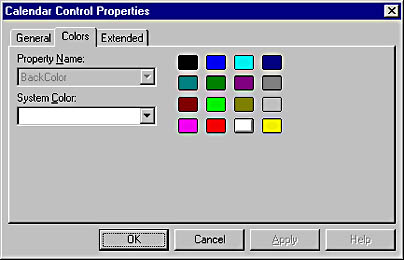 Calendar Control Properties
General Colors Extended
Property Name:
BackColor
System Color:
OK Cancel Apply Help